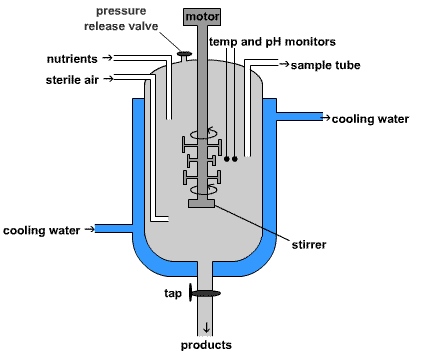 pressure
release valve
motor
temp and pH monitors
nutrients
sample tube
sterile air
cooling water
cooling water
stirrer
tap
products